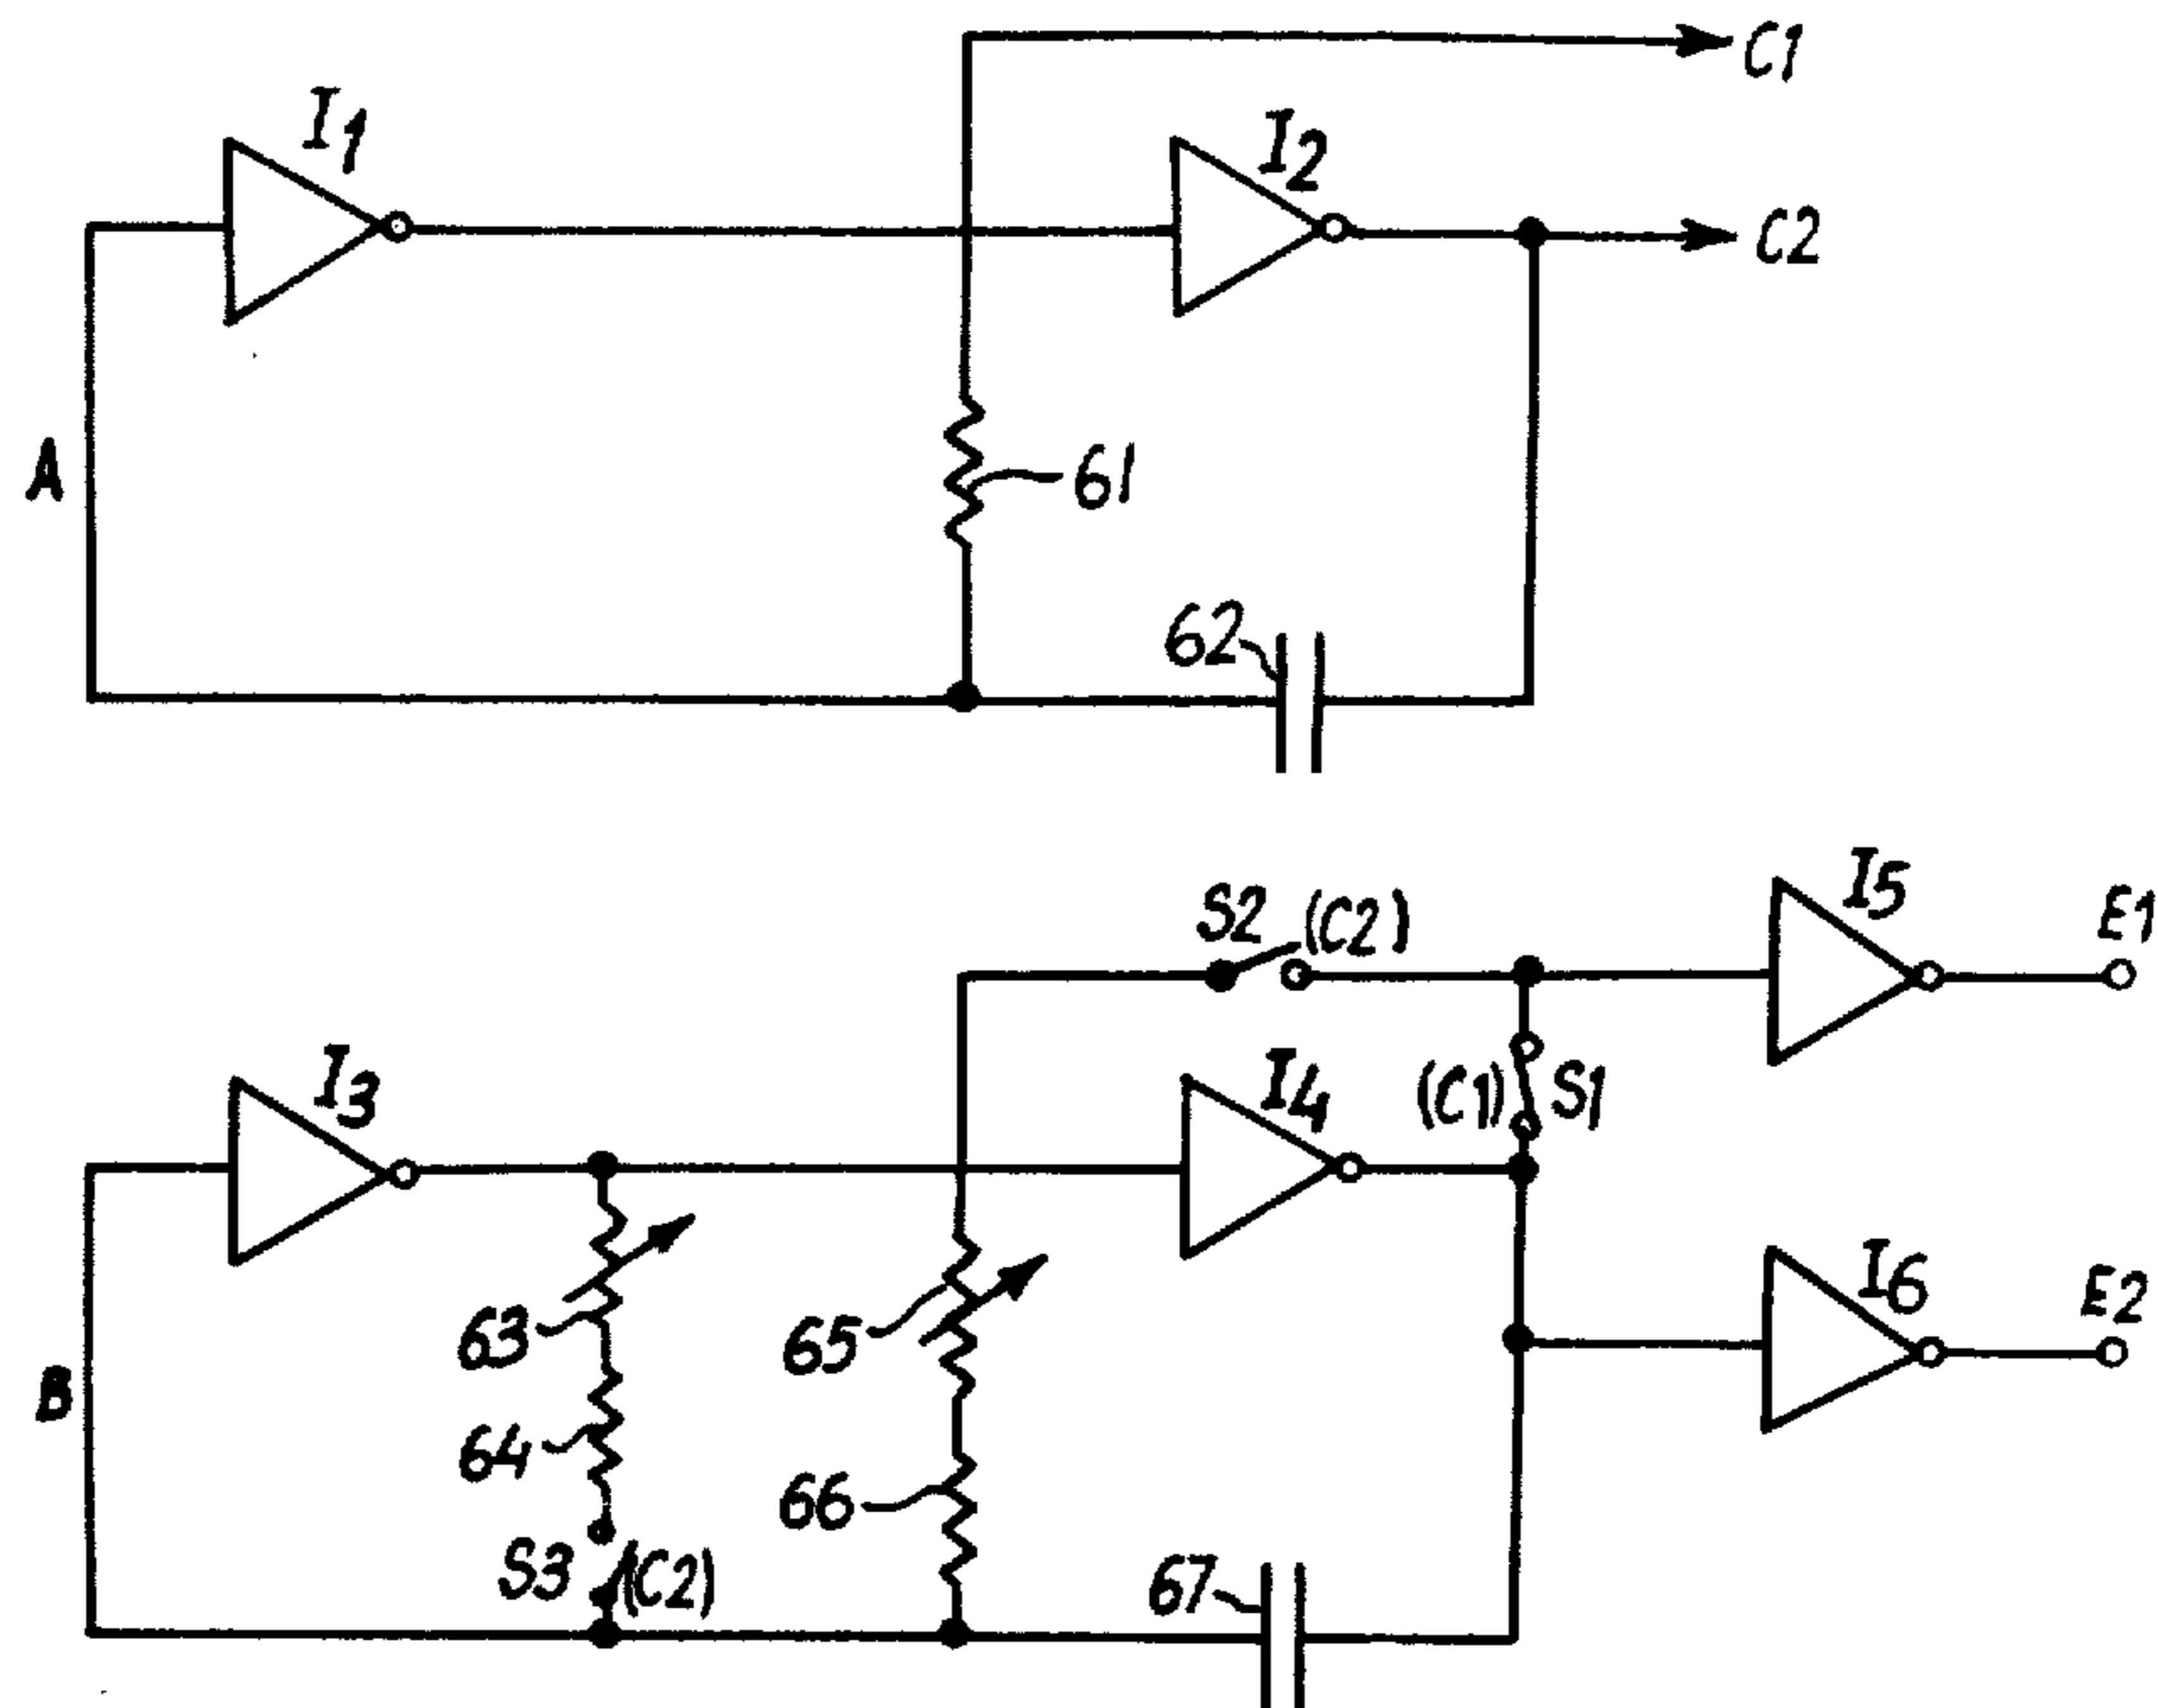 C1
I1
I2
C2
A
61
62
I5
E1
S2 (C2)
I3
I4
(C1) S1
I6
E2
63
65
B
64
66
S3 (C2)
67